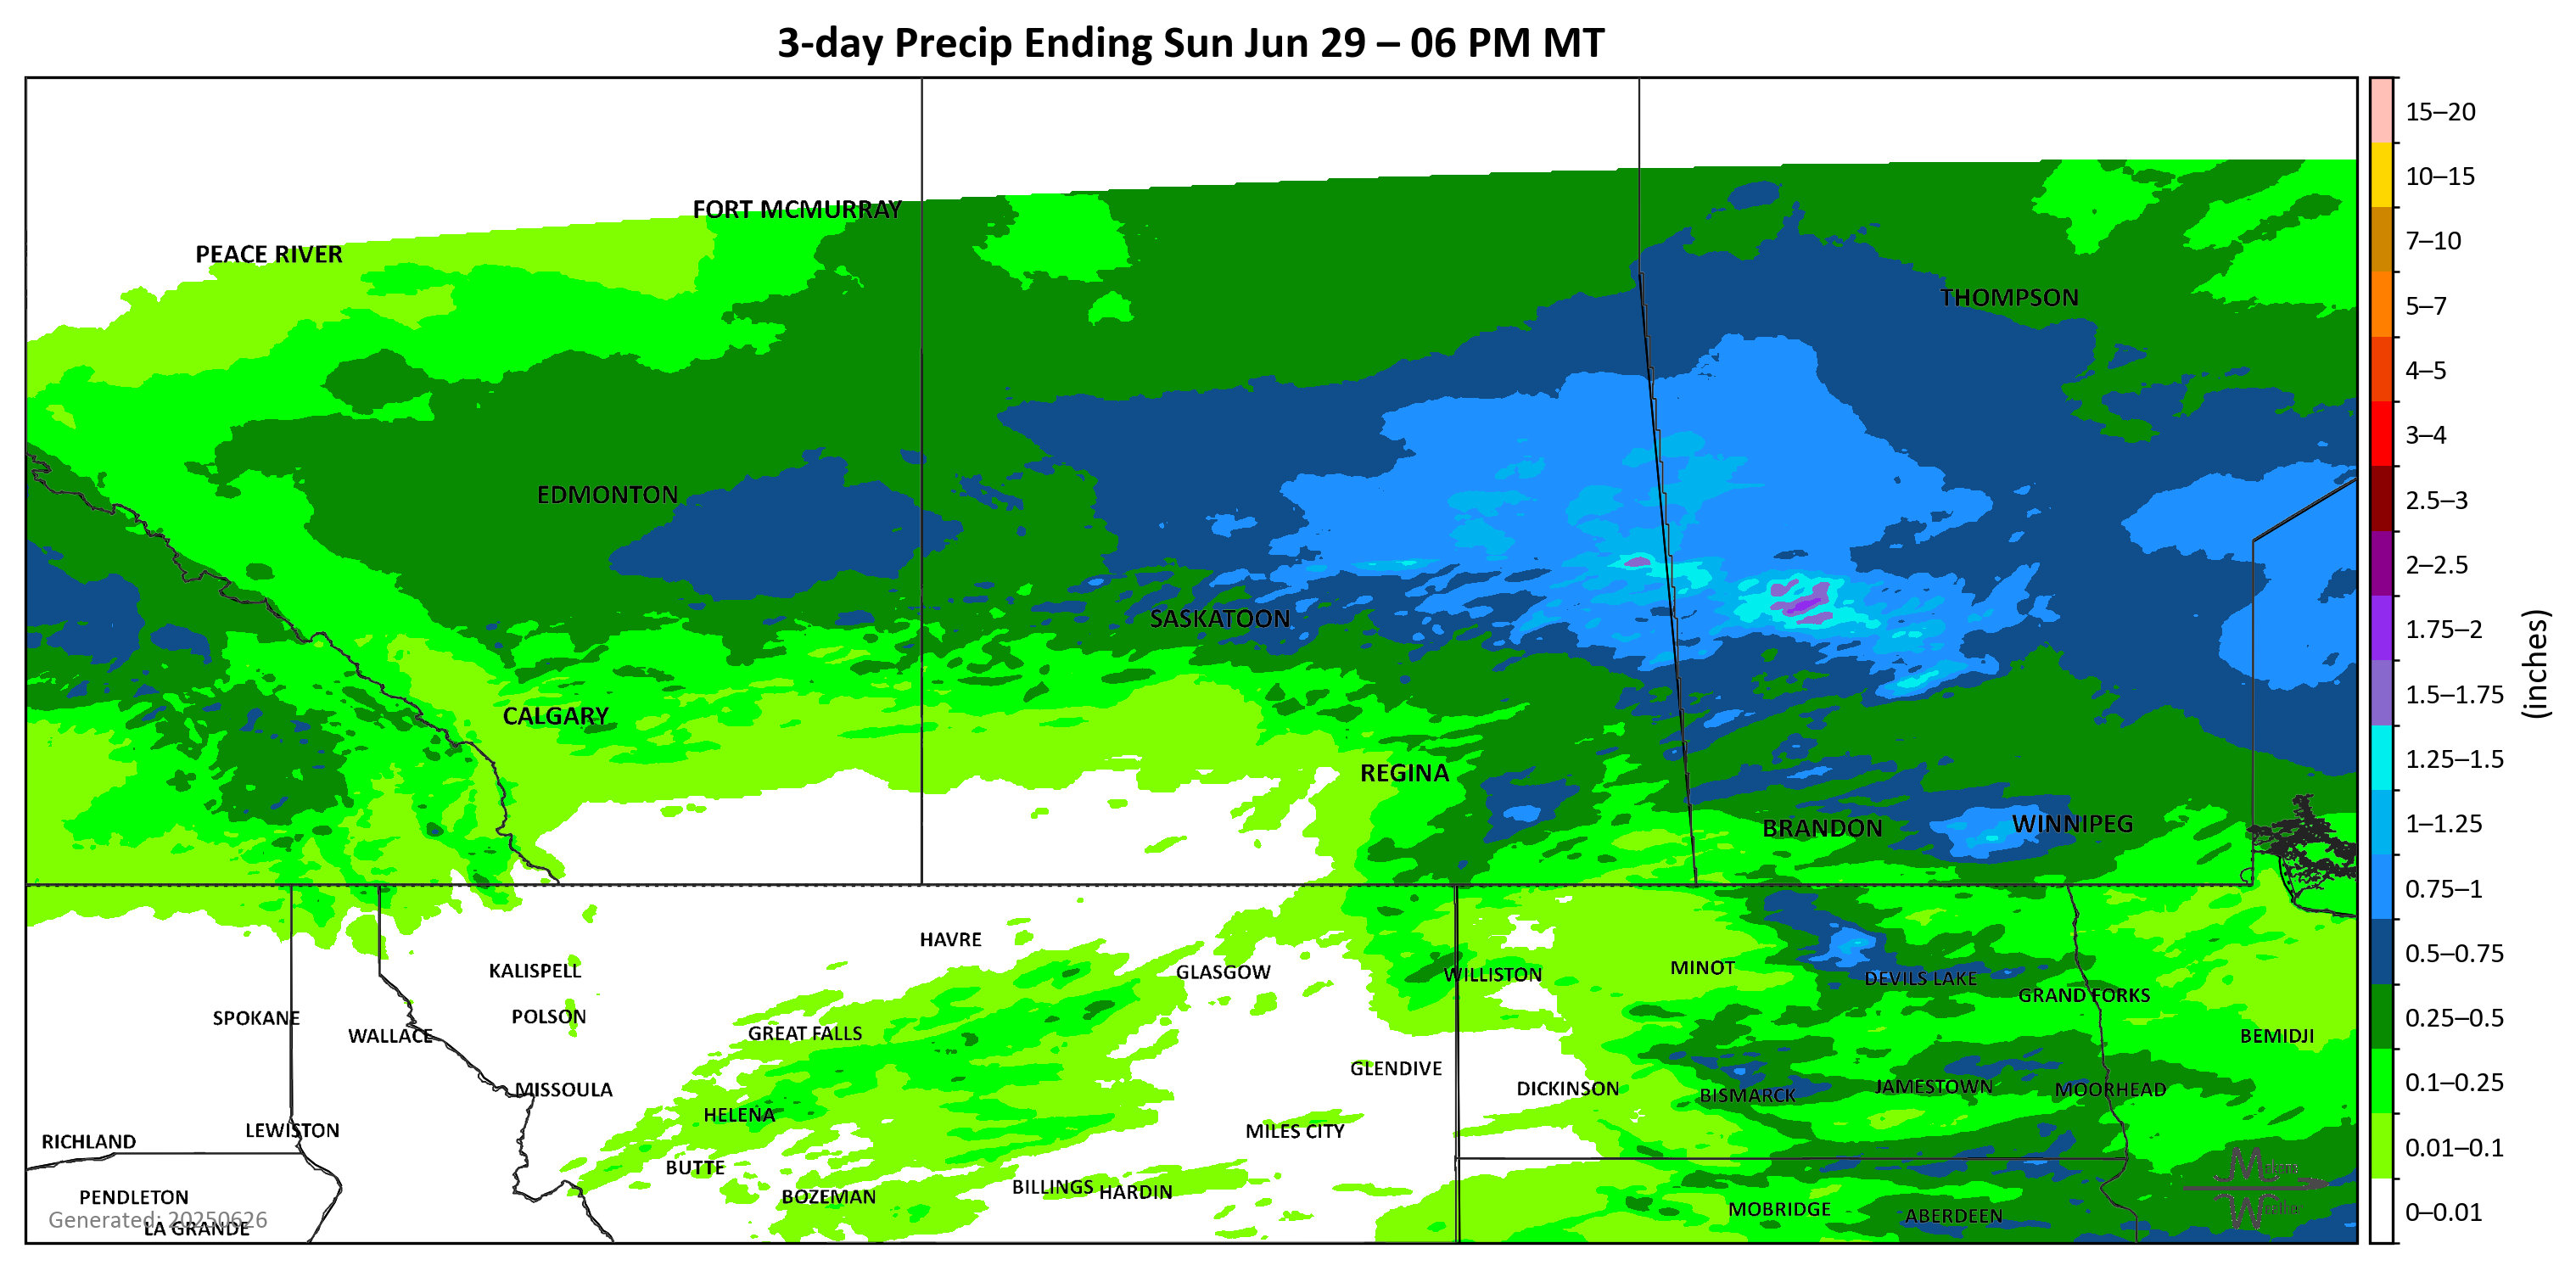 3-day Precip Ending Sun Jun 29 – 06 PM MT
FORT MCMURRAY
PEACE RIVER
THOMPSON
EDMONTON
SASKATOON
CALGARY
REGINA
BRANDON
WINNIPEG
HAVRE
KALISPELL
GLASGOW
WILLISTON
MINOT
DEVILS LAKE
GRAND FORKS
SPOKANE
POLSON
WALLACE
GREAT FALLS
BEMIDJI
GLENDIVE
MISSOULA
DICKINSON
BISMARCK
JAMESTOWN
MOORHEAD
HELENA
RICHLAND
LEWISTON
MILES CITY
BUTTE
BILLINGS
HARDIN
PENDLETON
BOZEMAN
MOBRIDGE
ABERDEEN
Generated: 20250626
LA GRANDE
15–20
10–15
7–10
5–7
4–5
3–4
2.5–3
2–2.5
1.75–2
1.5–1.75
1.25–1.5
1–1.25
0.75–1
0.5–0.75
0.25–0.5
0.1–0.25
0.01–0.1
0–0.01
(inches)